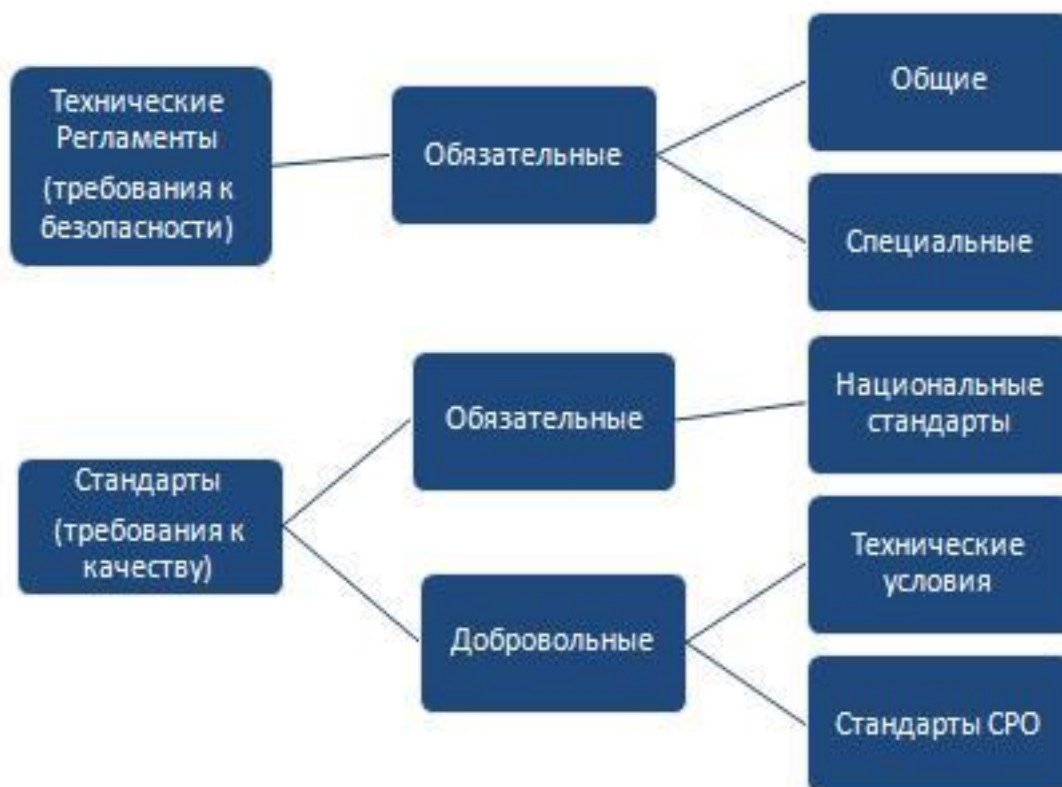 Технические
Регламенты
(требования к
безопасности)
Обязательные
Общие
Специальные
Стандарты
(требования к
качеству)
Обязательные
Национальные
стандарты
Добровольные
Технические
условия
Стандарты СРО